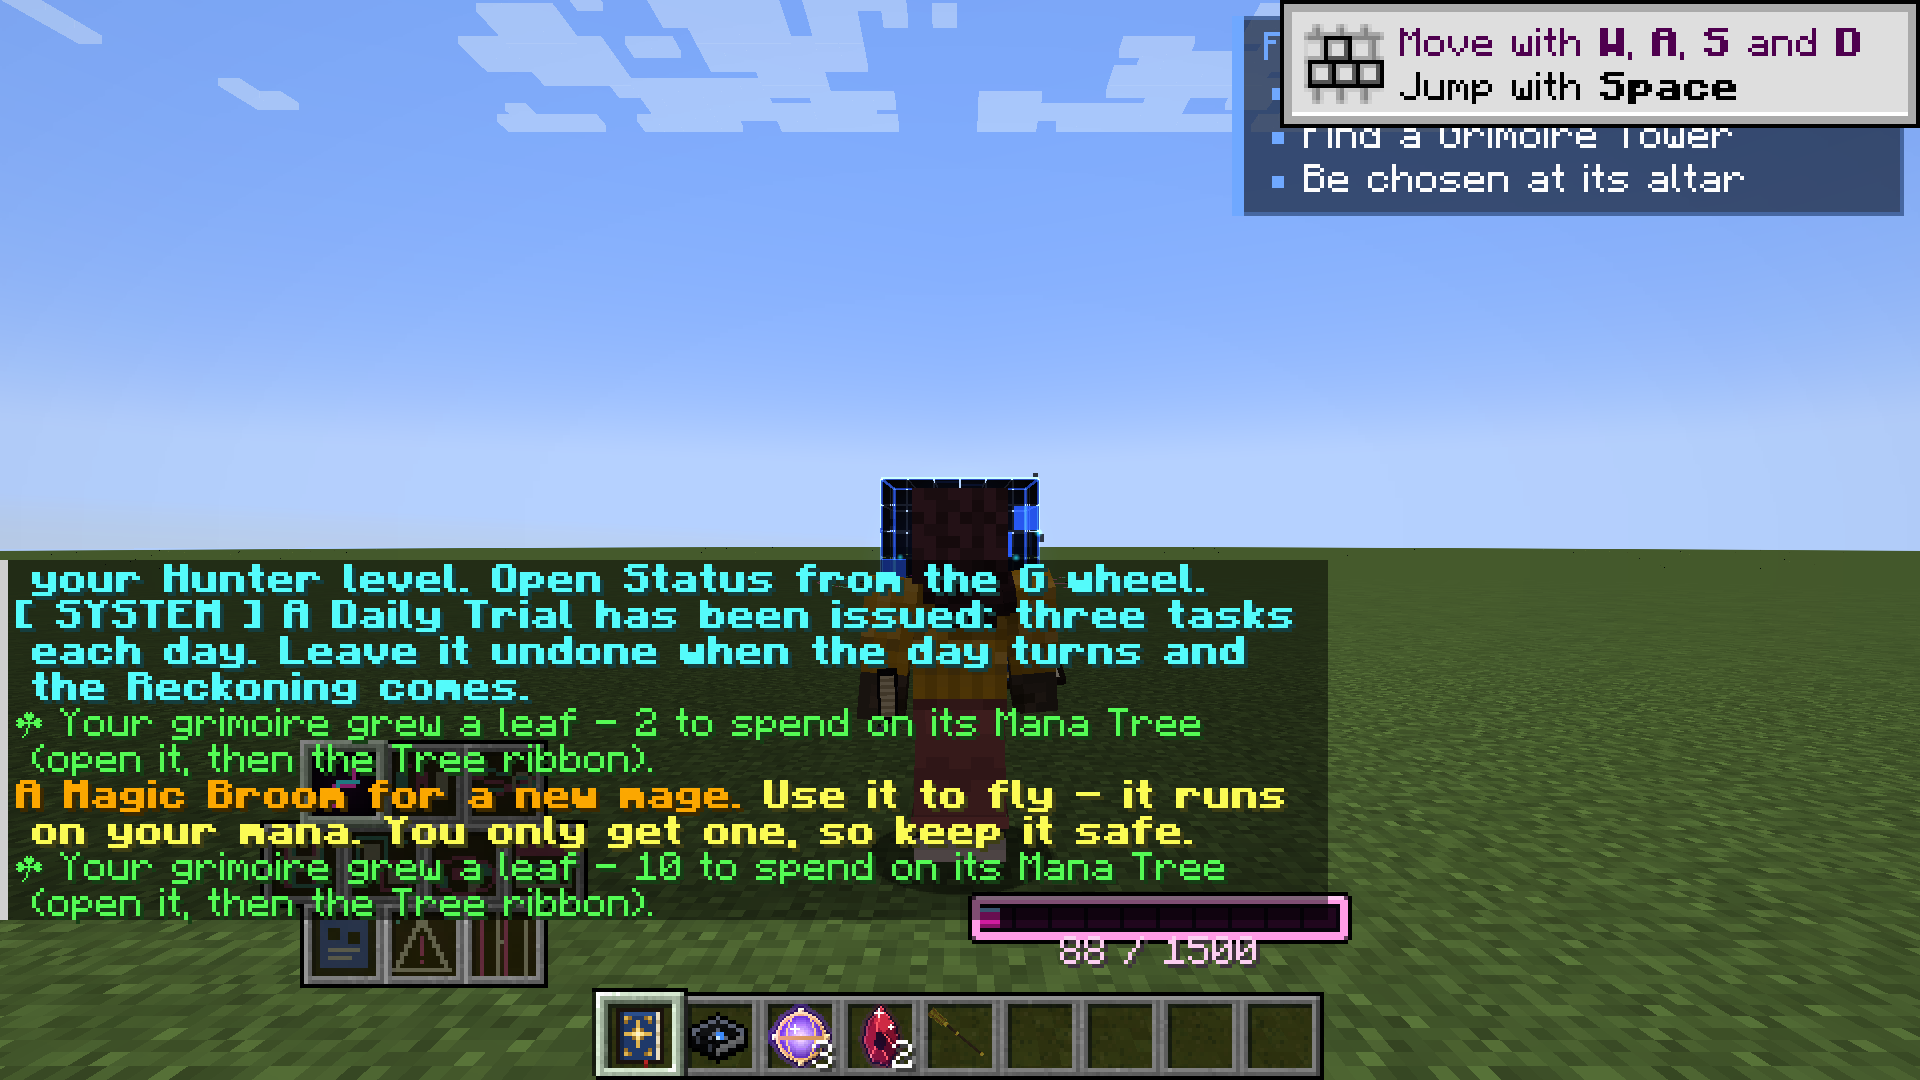 Move with W, A, S and D
Jump with Space
Find a Grimoire Tower
Be chosen at its altar
your Hunter level. Open Status from the G wheel.
[ SYSTEM ] A Daily Trial has been issued: three tasks
each day. Leave it undone when the day turns and
the Reckoning comes.
☘ Your grimoire grew a leaf – 2 to spend on its Mana Tree
(open it, then the Tree ribbon).
A Magic Broom for a new mage. Use it to fly – it runs
on your mana. You only get one, so keep it safe.
☘ Your grimoire grew a leaf – 10 to spend on its Mana Tree
(open it, then the Tree ribbon).
88 / 1500
3
2